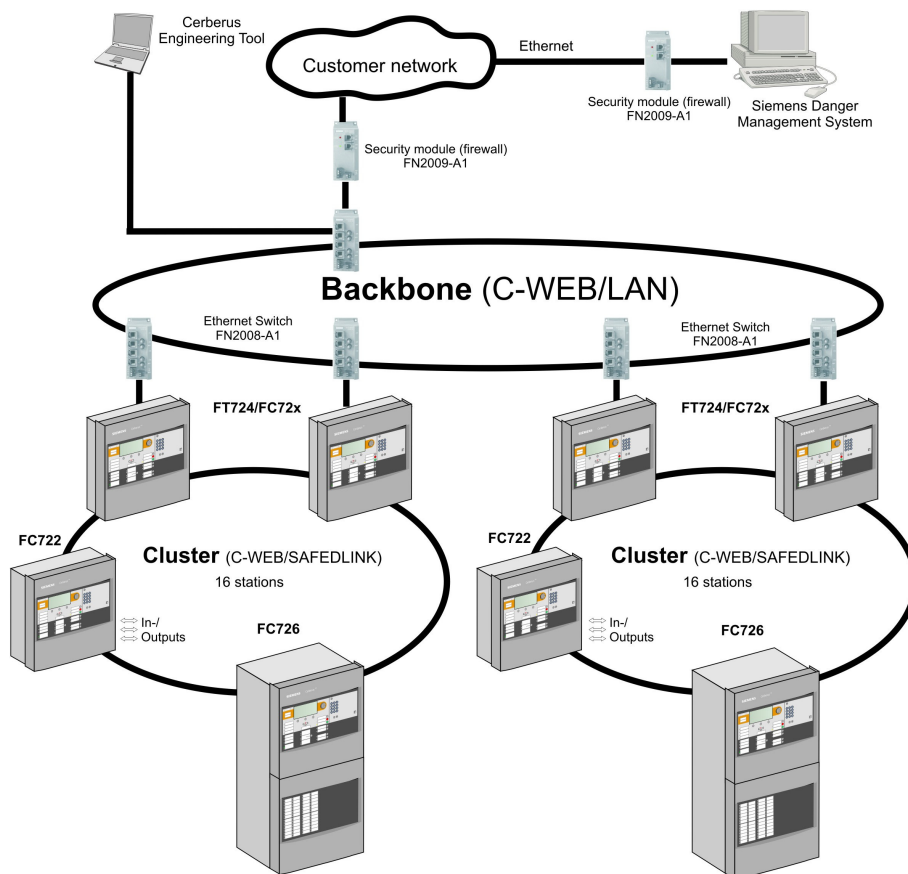 Cerberus
Engineering Tool
Customer network
Ethernet
Security module (firewall)
FN2009-A1
Siemens Danger
Management System
Security module (firewall)
FN2009-A1
Backbone (C-WEB/LAN)
Ethernet Switch
FN2008-A1
Ethernet Switch
FN2008-A1
FT724/FC72x
FT724/FC72x
FC722
Cluster (C-WEB/SAFEDLINK)
16 stations
In-/
Outputs
FC726
FC722
Cluster (C-WEB/SAFEDLINK)
16 stations
In-/
Outputs
FC726